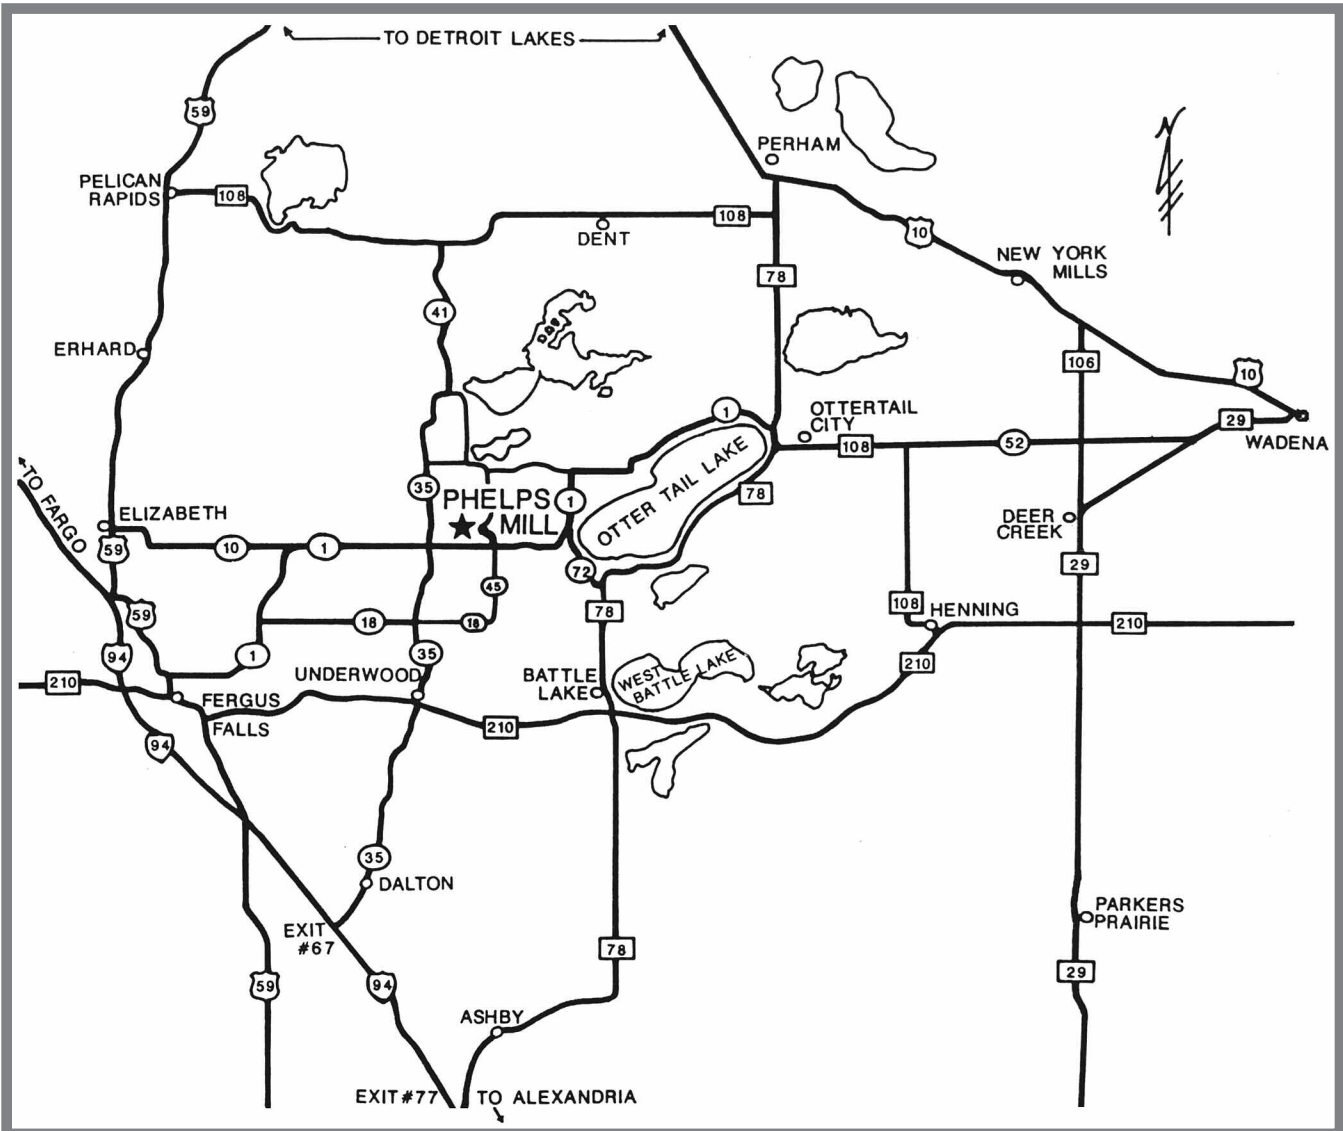 TO DETROIT LAKES
59
PERHAM
PELICAN
RAPIDS
108
108
DENT
10
NEW YORK
MILLS
78
41
ERHARD
106
10
1
OTTERTAIL
CITY
108
52
29
WADENA
TO FARGO
35
PHELPS
MILL
1
OTTER TAIL LAKE
78
ELIZABETH
DEER
CREEK
59
10
1
72
29
45
59
18
18
78
108
HENNING
210
94
1
35
UNDERWOOD
BATTLE
LAKE
WEST
BATTLE LAKE
210
210
FERGUS
FALLS
210
94
35
DALTON
EXIT
#67
PARKERS
PRAIRIE
78
29
59
94
ASHBY
EXIT #77
TO ALEXANDRIA